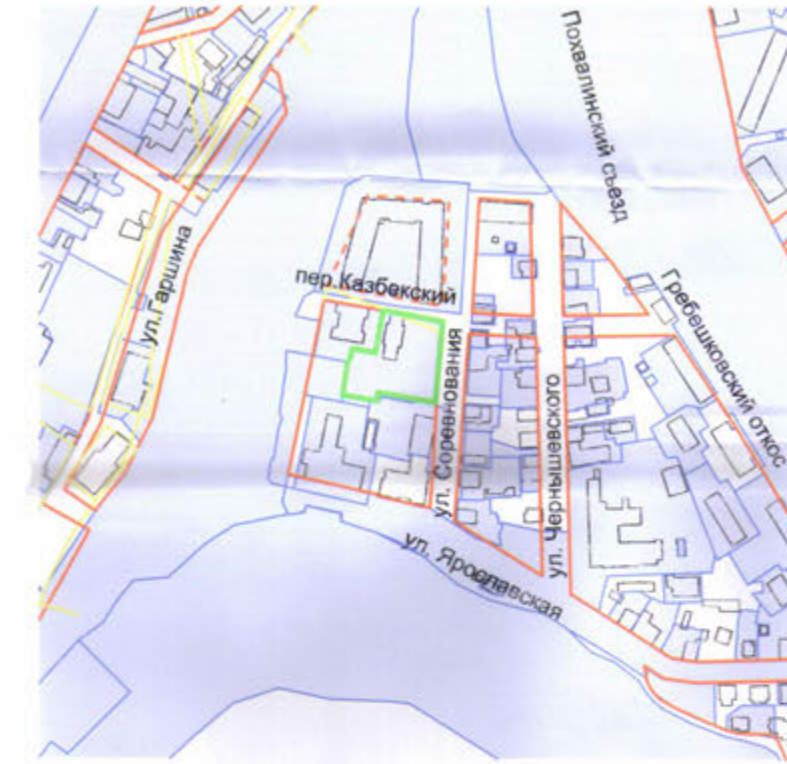 Похвалинский съезд
ул.Гаршина
пер.Казбекский
Гребешковский откос
ул. Соревнования
ул. Чернышевского
ул. Ярославская